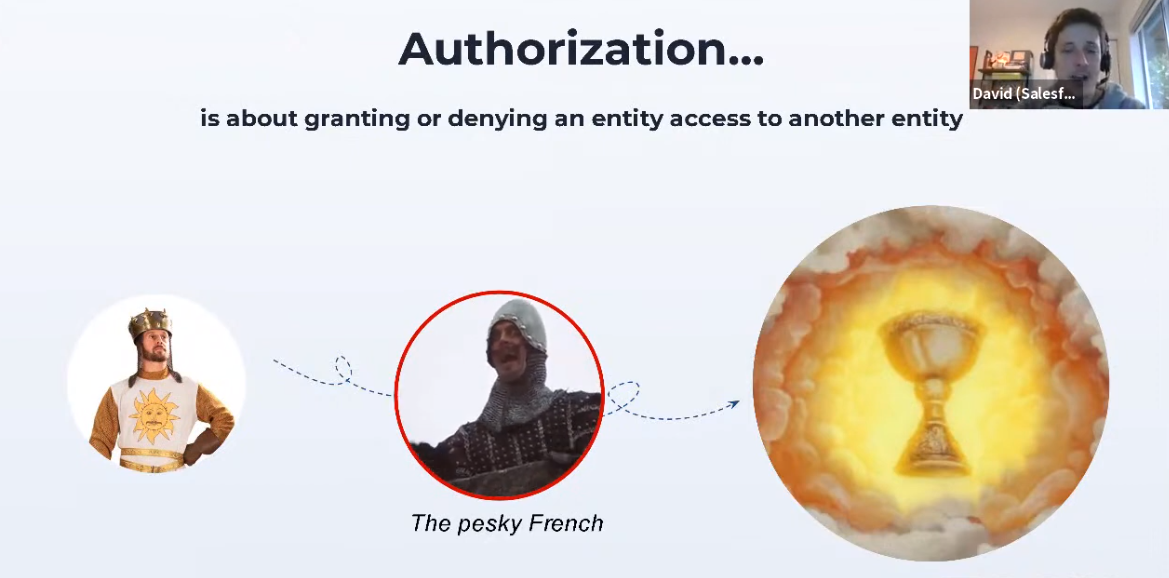 Authorization...
David (Salesf...
is about granting or denying an entity access to another entity
The pesky French